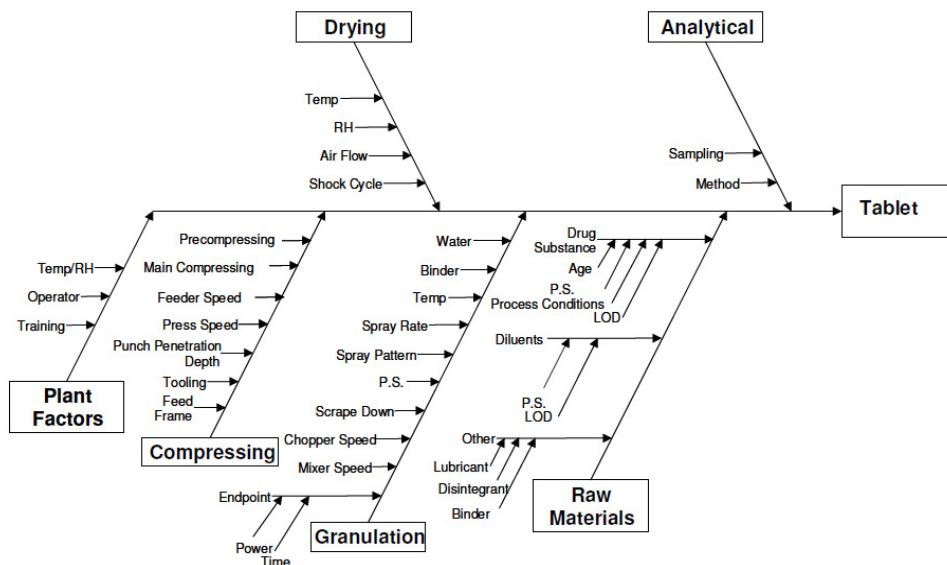 Drying
Analytical
Temp
RH
Air Flow
Shock Cycle
Sampling
Method
Tablet
Precompressing
Main Compressing
Feeder Speed
Press Speed
Punch Penetration
Depth
Tooling
Feed
Frame
Temp/RH
Operator
Training
Plant
Factors
Compressing
Water
Binder
Temp
Spray Rate
Spray Pattern
P.S.
Scrape Down
Chopper Speed
Mixer Speed
Endpoint
Power
Time
Granulation
Drug
Substance
Age
P.S.
Process Conditions
LOD
Diluents
P.S.
LOD
Other
Lubricant
Disintegrant
Binder
Raw
Materials